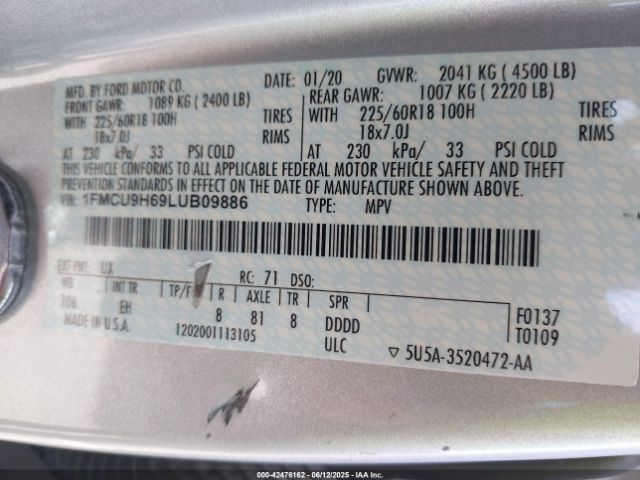 MFD. BY FORD MOTOR CO.
DATE: 01/20 GVWR: 2041 KG ( 4500 LB)
FRONT GAWR: 1089 KG ( 2400 LB)
REAR GAWR: 1007 KG ( 2220 LB)
WITH 225/60R18 100H TIRES
WITH 225/60R18 100H TIRES
18x7.0J RIMS
18x7.0J RIMS
AT 230 kPa/ 33 PSI COLD
AT 230 kPa/ 33 PSI COLD
THIS VEHICLE CONFORMS TO ALL APPLICABLE FEDERAL MOTOR VEHICLE SAFETY AND THEFT
PREVENTION STANDARDS IN EFFECT ON THE DATE OF MANUFACTURE SHOWN ABOVE.
VIN: 1FMCU9H69LUB09886 TYPE: MPV
EXT PNT: UX RC: 71 DSO:
WB INT TR TP/P R AXLE TR SPR
106 EH 8 81 8 DDDD
F0137
T0109
MADE IN U.S.A. 1202001113105 ULC
5U5A-3520472-AA
© 000-42476162 - 06/12/2025 - IAAI.COM